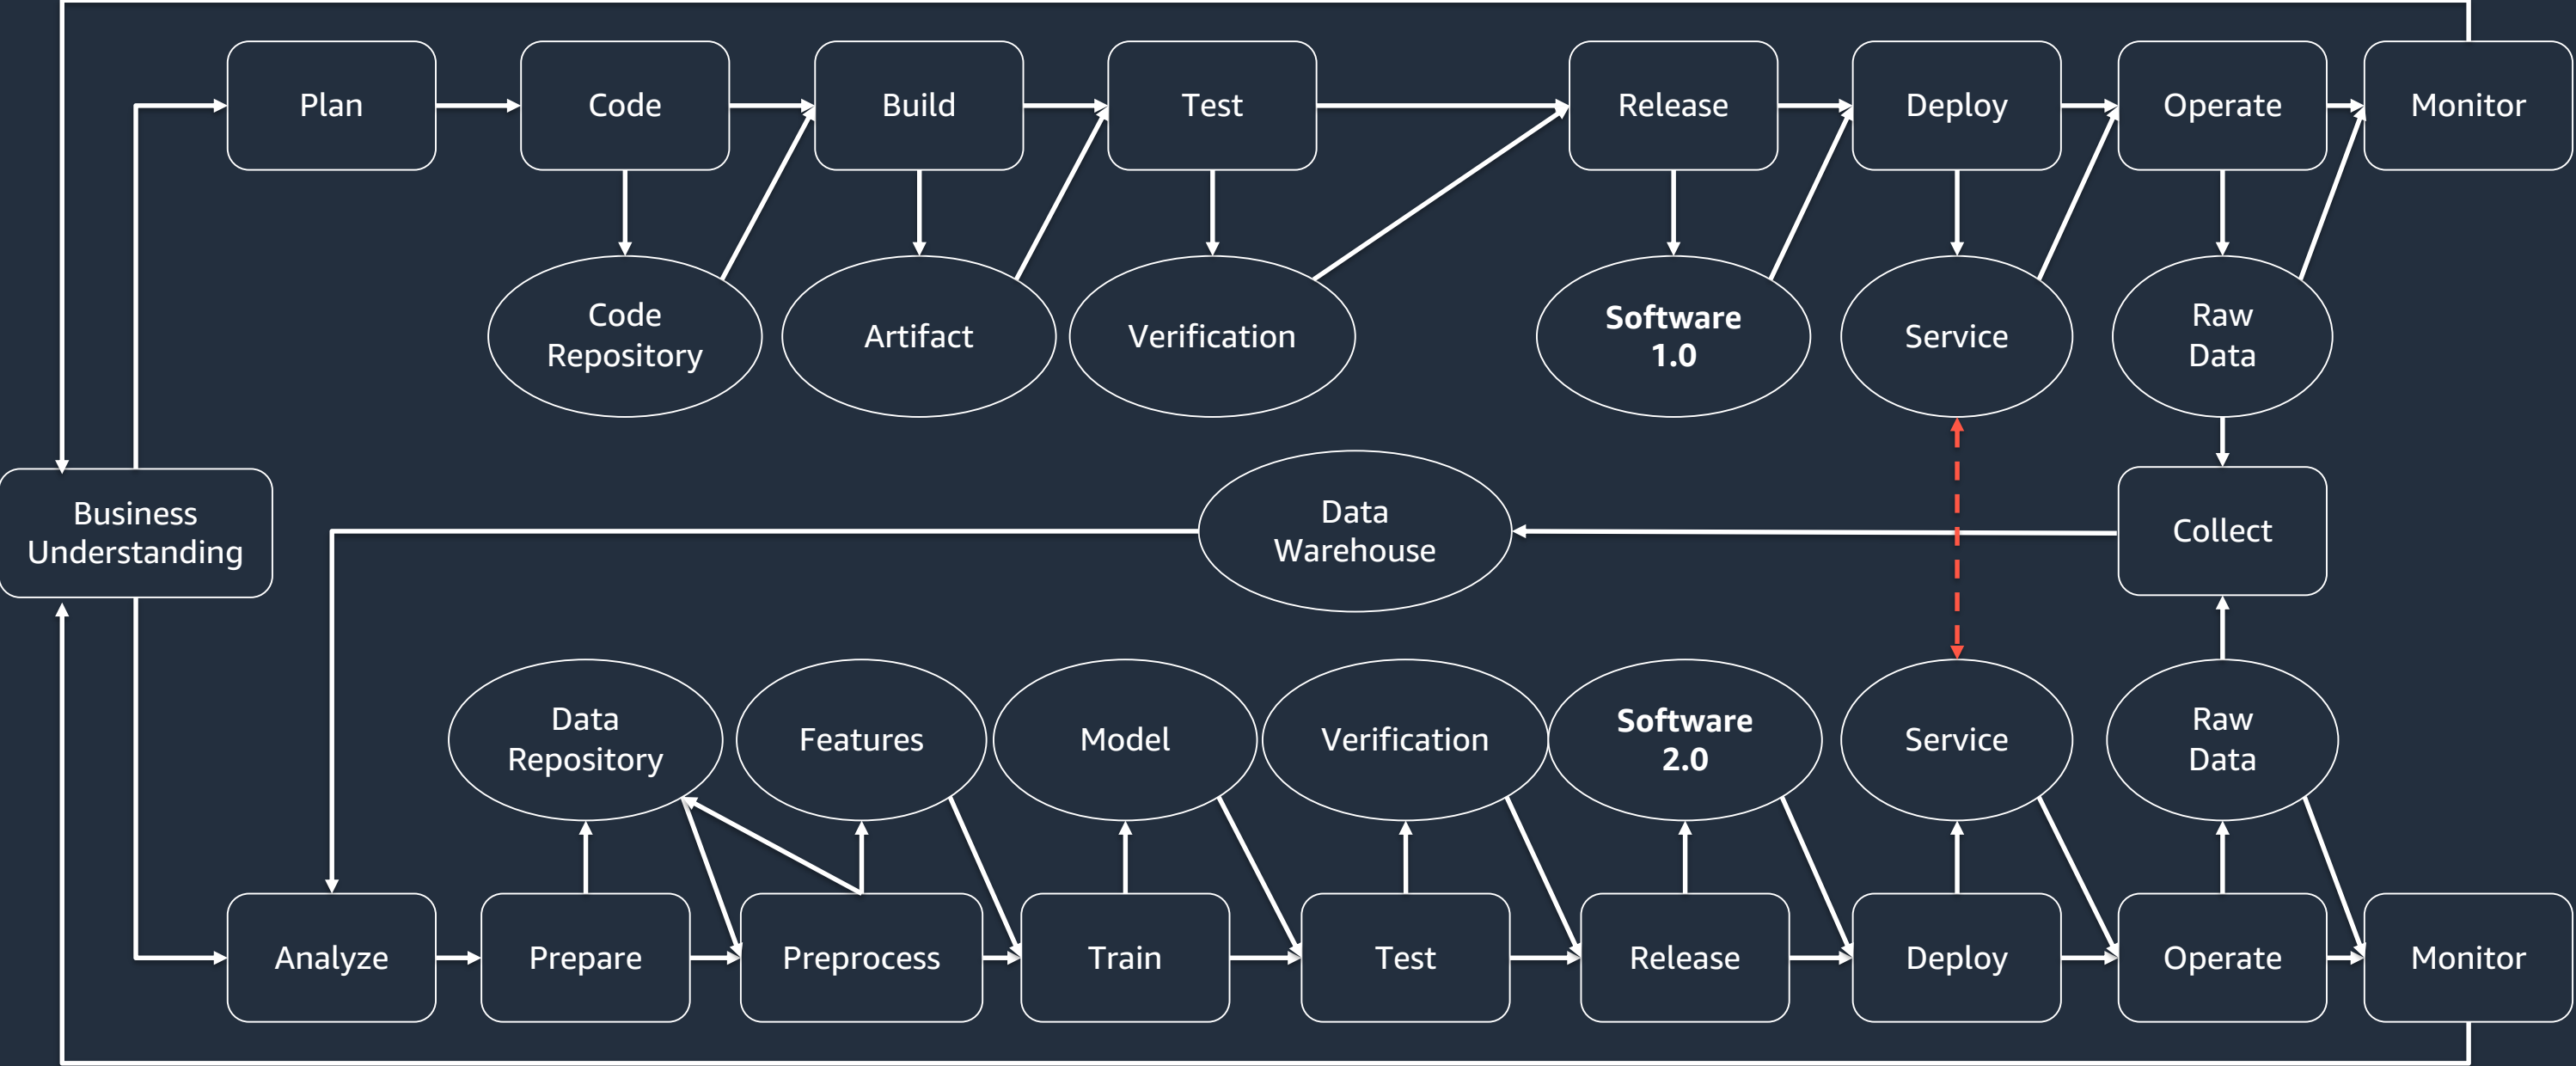 Plan
Code
Build
Test
Release
Deploy
Operate
Monitor
Code
Repository
Artifact
Verification
Software
1.0
Service
Raw
Data
Business
Understanding
Data
Warehouse
Collect
Data
Repository
Features
Model
Verification
Software
2.0
Service
Raw
Data
Analyze
Prepare
Preprocess
Train
Test
Release
Deploy
Operate
Monitor